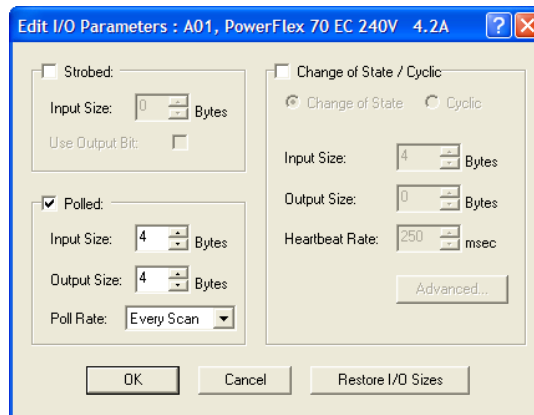 Edit I/O Parameters : A01, PowerFlex 70 EC 240V 4.2A
Strobed:
Input Size: 0 Bytes
Use Output Bit:
Polled:
Input Size: 4 Bytes
Output Size: 4 Bytes
Poll Rate: Every Scan
Change of State / Cyclic
Change of State Cyclic
Input Size: 4 Bytes
Output Size: 0 Bytes
Heartbeat Rate: 250 msec
Advanced...
OK Cancel Restore I/O Sizes